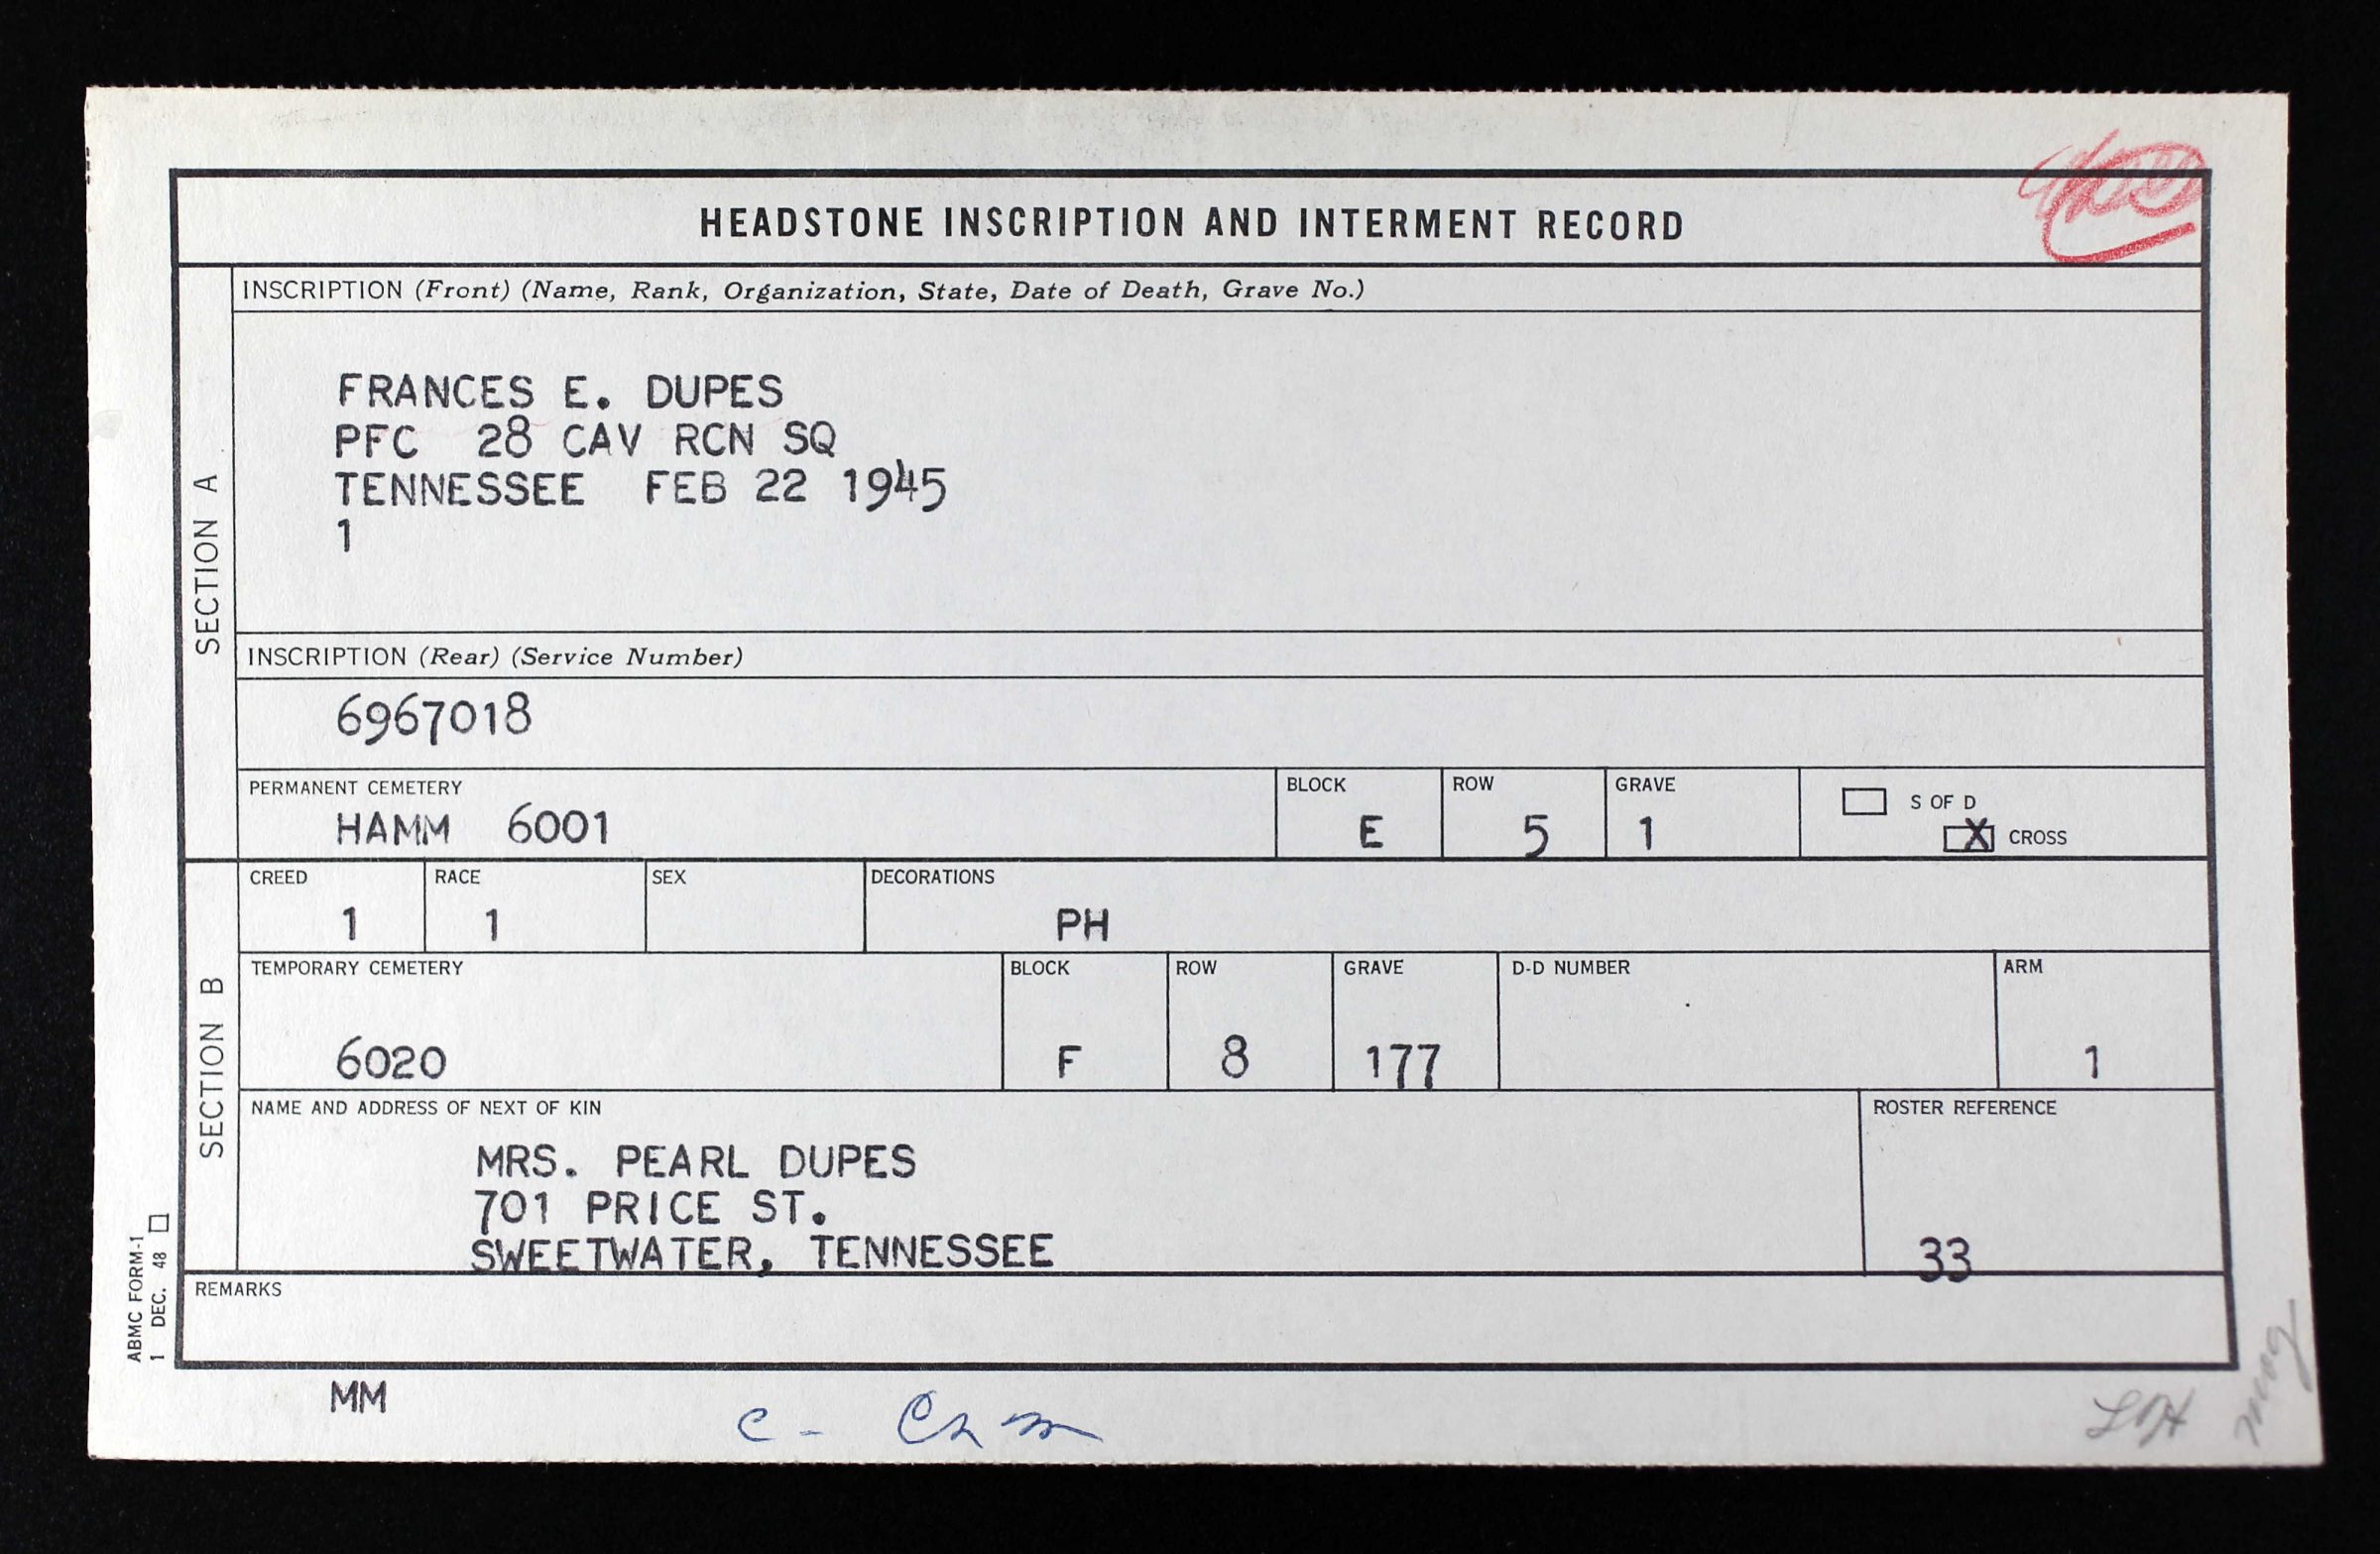 HEADSTONE INSCRIPTION AND INTERMENT RECORD
SECTION A
INSCRIPTION (Front) (Name, Rank, Organization, State, Date of Death, Grave No.)
FRANCES E. DUPES
PFC 28 CAV RCN SQ
TENNESSEE FEB 22 1945
1
INSCRIPTION (Rear) (Service Number)
6967018
PERMANENT CEMETERY BLOCK ROW GRAVE
HAMM 6001 E 5 1
S OF D
X CROSS
SECTION B
CREED RACE SEX DECORATIONS
1 1 PH
TEMPORARY CEMETERY BLOCK ROW GRAVE D-D NUMBER ARM
6020 F 8 177 1
NAME AND ADDRESS OF NEXT OF KIN ROSTER REFERENCE
MRS. PEARL DUPES
701 PRICE ST.
SWEETWATER, TENNESSEE 33
REMARKS
ABMC FORM-1
1 DEC. 48
MM